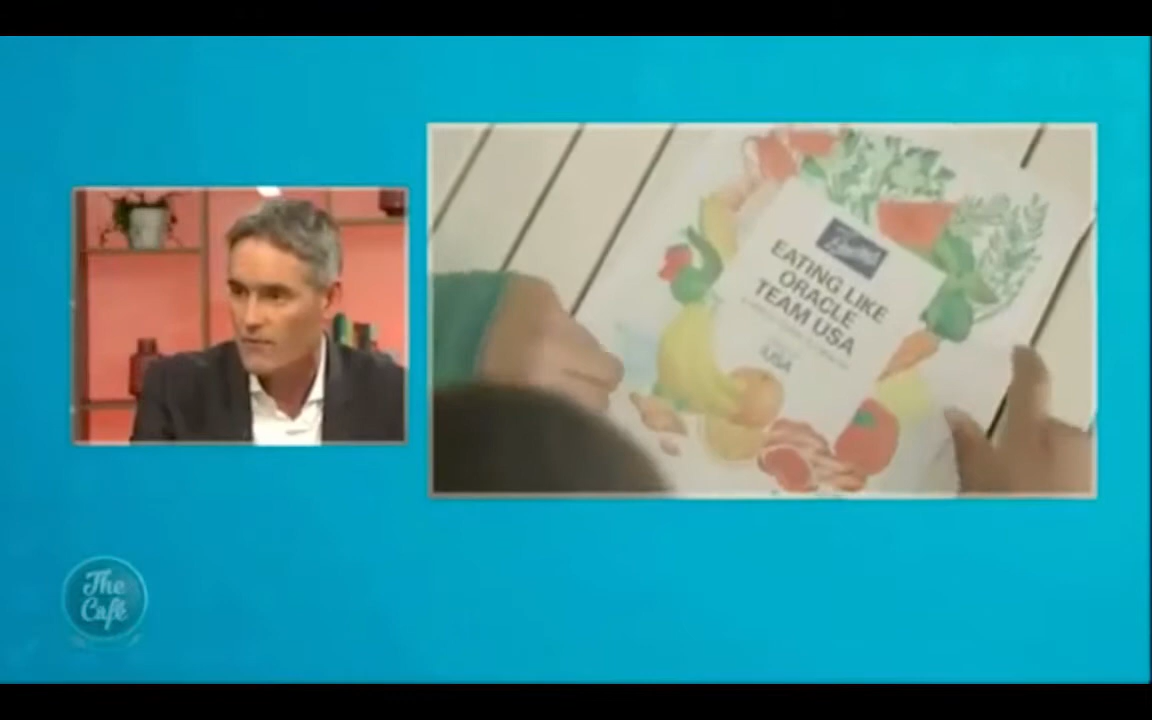 EATING LIKE
ORACLE
TEAM USA
USA
The
Café